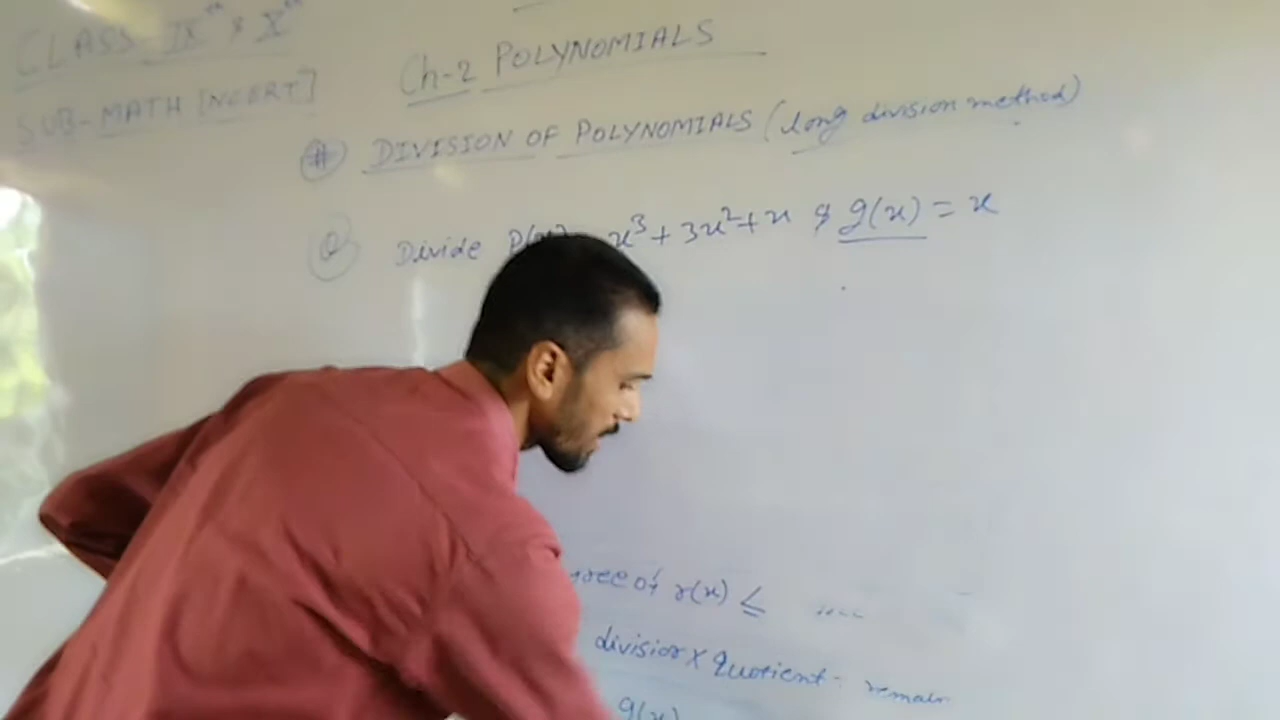 CLASS IXth & Xth
SUB- MATH [NCERT]
Ch-2 POLYNOMIALS
# DIVISION OF POLYNOMIALS (long division method)
Q Divide P(x) = x³ + 3x² + x & g(x) = x
of r(x) ≤
division x Quotient - remain
g(x)